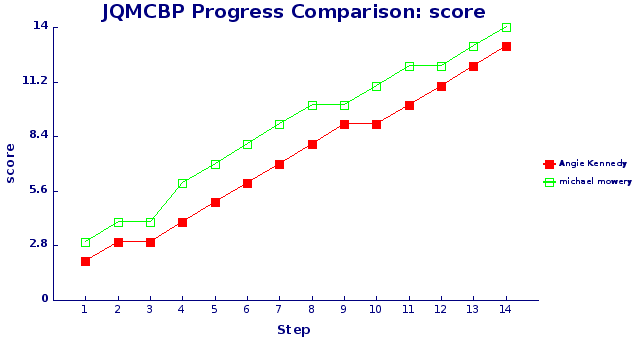 JQMCBP Progress Comparison: score
14
11.2
8.4
5.6
2.8
0
score
1 2 3 4 5 6 7 8 9 10 11 12 13 14
Step
Angie Kennedy
michael mowery